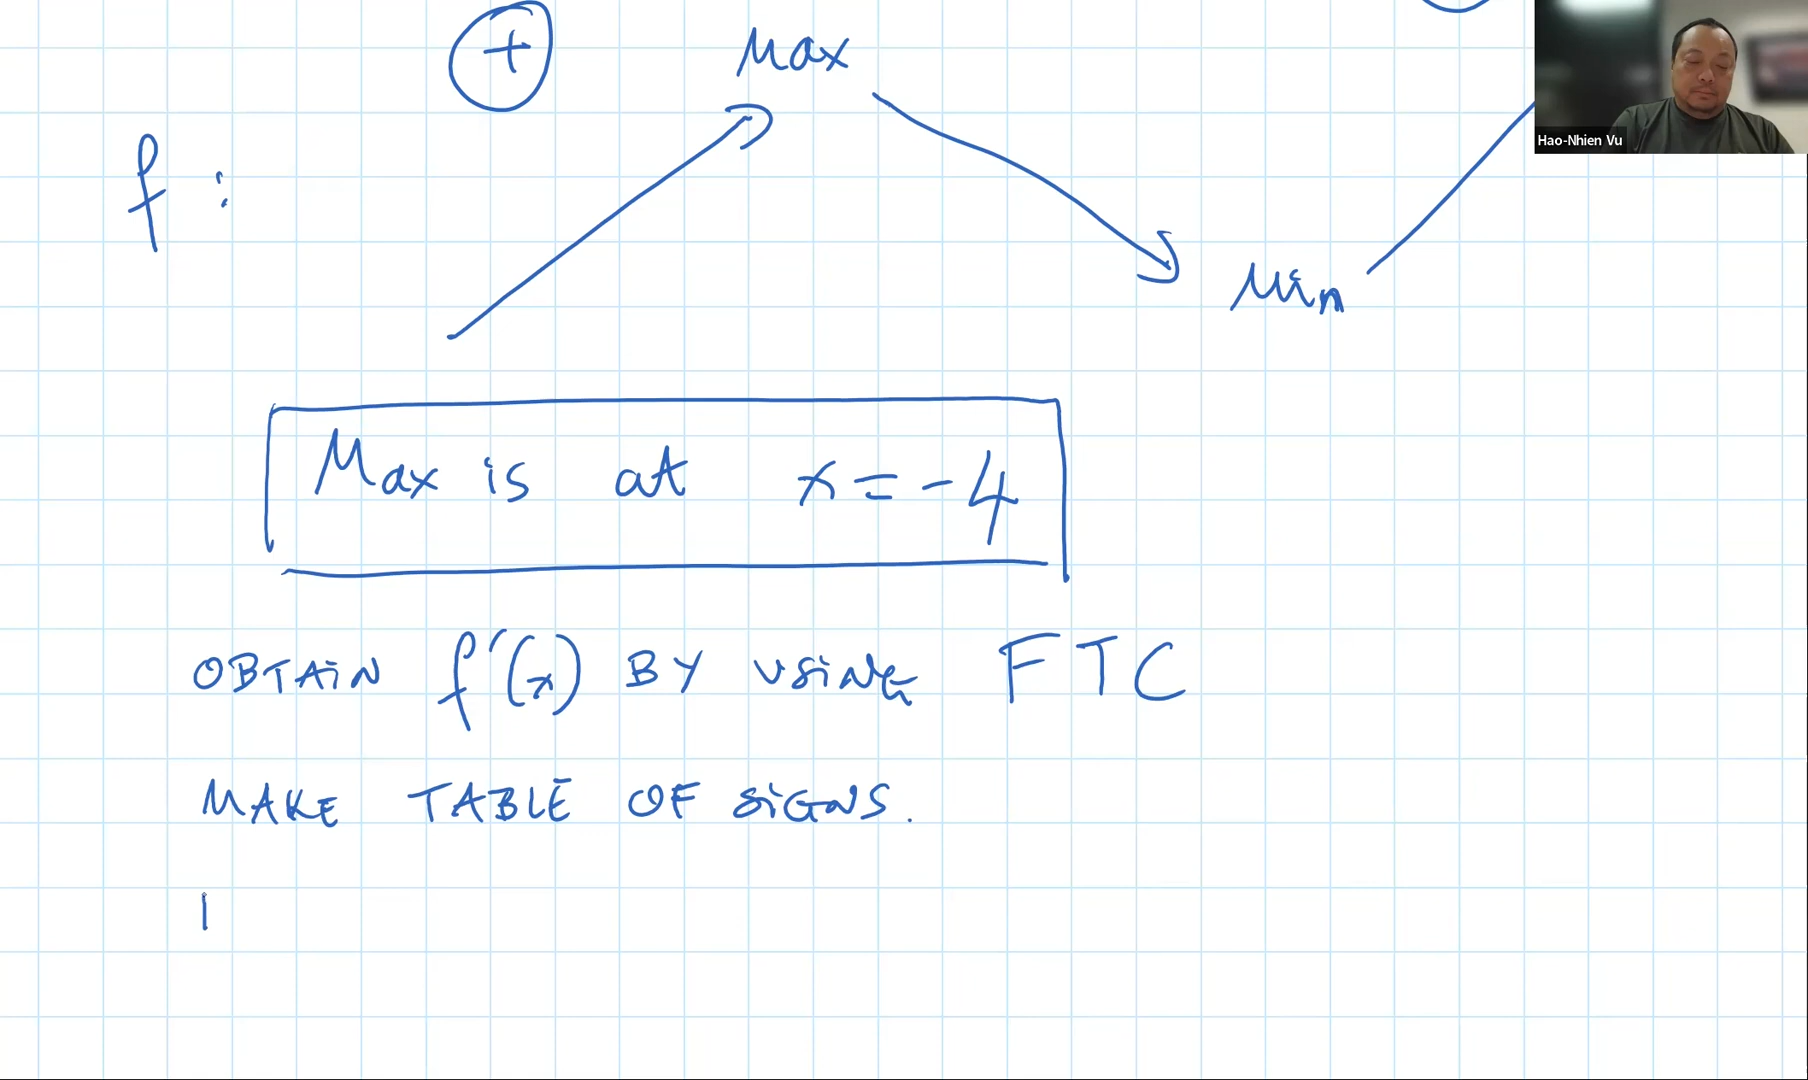 + Max
Hao-Nhien Vu
f :
Min
Max is at x = -4
OBTAIN f'(x) BY USING FTC
MAKE TABLE OF SIGNS.